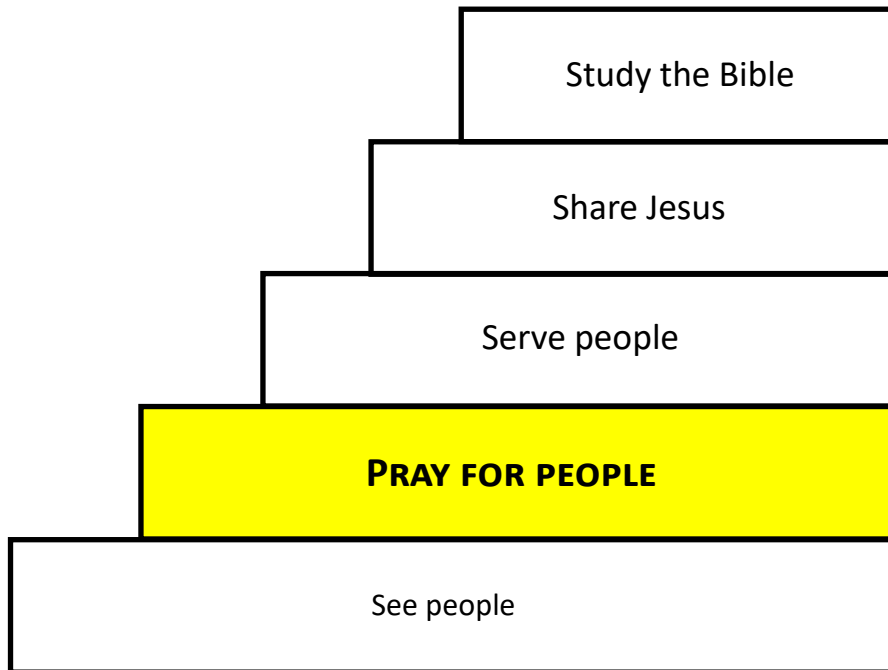 Study the Bible
Share Jesus
Serve people
PRAY FOR PEOPLE
See people